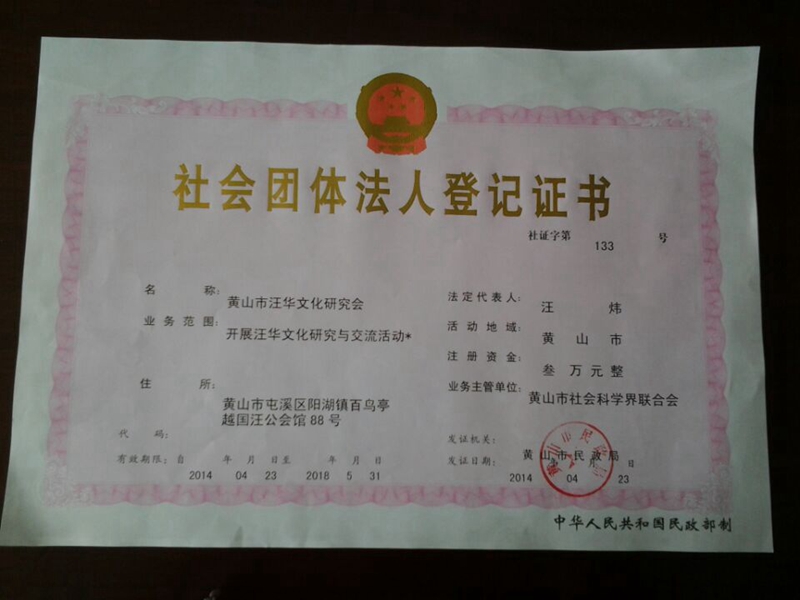 社会团体法人登记证书
社证字第 133 号
名 称: 黄山市汪华文化研究会
业 务 范 围: 开展汪华文化研究与交流活动*
住 所: 黄山市屯溪区阳湖镇百鸟亭
越国汪公会馆 88 号
代 码:
有效期限: 自 2014 年 04 月 23 日至 2018 年 5 月 31 日
法定代表人: 汪 炜
活 动 地 域: 黄 山 市
注 册 资 金: 叁 万元整
业务主管单位: 黄山市社会科学界联合会
发证机关: 黄山市民政局
发证日期: 2014 年 04 月 23 日
中华人民共和国民政部制